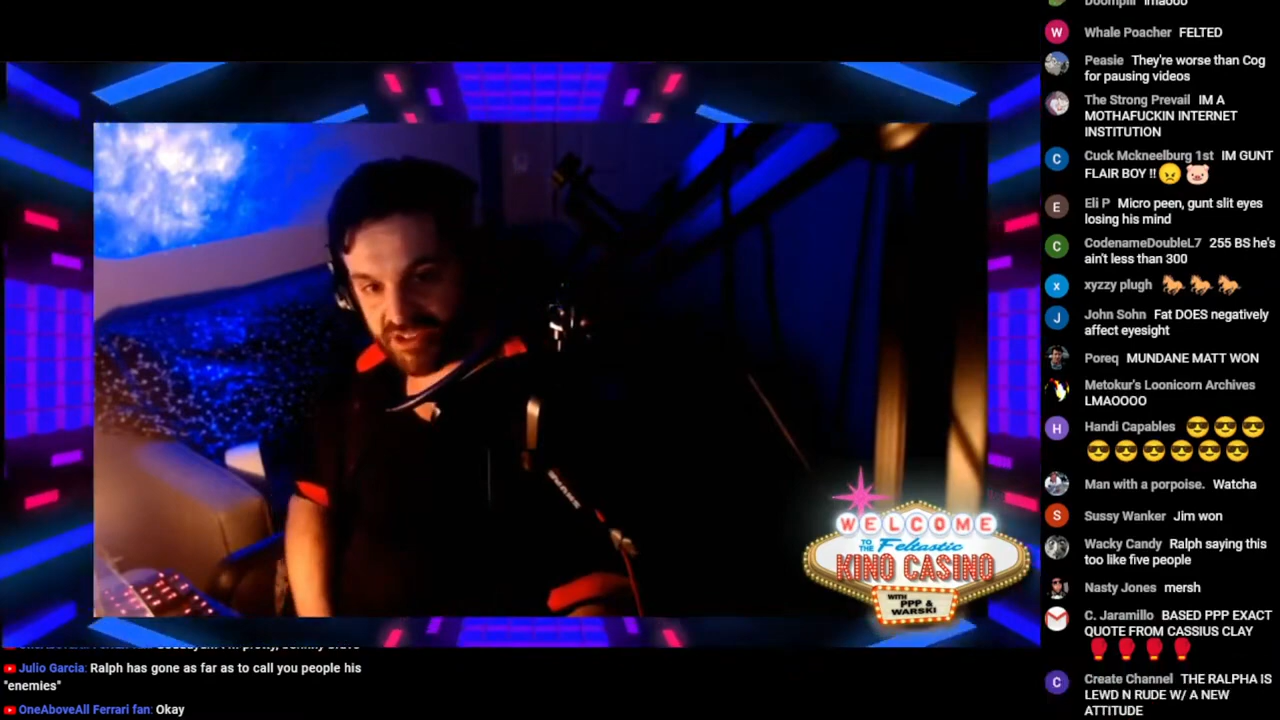 lmaooo
Whale Poacher FELTED
Peasie They're worse than Cog
for pausing videos
The Strong Prevail IM A
MOTHAFUCKIN INTERNET
INSTITUTION
Cuck Mckneelburg 1st IM GUNT
FLAIR BOY !! 😠 🐷
Eli P Micro peen, gunt slit eyes
losing his mind
CodenameDoubleL7 255 BS he's
ain't less than 300
xyzzy plugh 🐎 🐎 🐎
John Sohn Fat DOES negatively
affect eyesight
Poreq MUNDANE MATT WON
Metokur's Loonicorn Archives
LMAOOOO
Handi Capables 😎 😎 😎
😎 😎 😎 😎 😎 😎
Man with a porpoise. Watcha
Sussy Wanker Jim won
Wacky Candy Ralph saying this
too like five people
Nasty Jones mersh
C. Jaramillo BASED PPP EXACT
QUOTE FROM CASSIUS CLAY
🥊 🥊 🥊 🥊
Create Channel THE RALPHA IS
LEWD N RUDE W/ A NEW
ATTITUDE
WELCOME
TO THE Feltastic
KINO CASINO
WITH
PPP &
WARSKI
Julio Garcia: Ralph has gone as far as to call you people his
"enemies"
OneAboveAll Ferrari fan: Okay